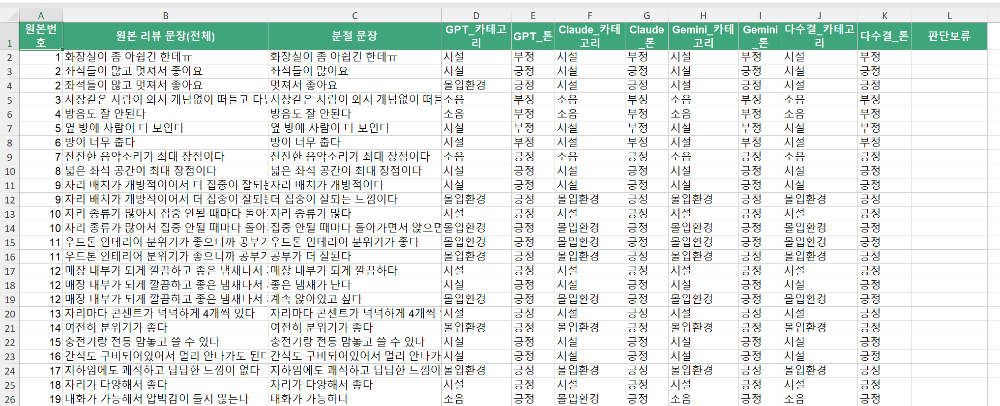 A B C D E F G H I J K L
1 원본번호 원본 리뷰 문장(전체) 분절 문장 GPT_카테고리 GPT_톤 Claude_카테고리 Claude_톤 Gemini_카테고리 Gemini_톤 다수결_카테고리 다수결_톤 판단보류
2 1 화장실이 좀 아쉽긴 한데ㅠ 화장실이 좀 아쉽긴 한데ㅠ 시설 부정 시설 부정 시설 부정 시설 부정
3 2 좌석들이 많고 멋져서 좋아요 좌석들이 많아요 시설 긍정 시설 긍정 시설 긍정 시설 긍정
4 2 좌석들이 많고 멋져서 좋아요 멋져서 좋아요 몰입환경 긍정 시설 긍정 시설 긍정 시설 긍정
5 3 사장같은 사람이 와서 개념없이 떠들고 사장같은 사람이 와서 개념없이 소음 부정 소음 부정 소음 부정 소음 부정
6 4 방음도 잘 안된다 방음도 잘 안된다 소음 부정 소음 부정 소음 부정 소음 부정
7 5 옆 방에 사람이 다 보인다 옆 방에 사람이 다 보인다 시설 부정 시설 부정 시설 부정 시설 부정
8 6 방이 너무 춥다 방이 너무 춥다 시설 부정 시설 부정 시설 부정 시설 부정
9 7 잔잔한 음악소리가 최대 장점이다 잔잔한 음악소리가 최대 장점이다 소음 긍정 소음 긍정 소음 긍정 소음 긍정
10 8 넓은 좌석 공간이 최대 장점이다 넓은 좌석 공간이 최대 장점이다 시설 긍정 시설 긍정 시설 긍정 시설 긍정
11 9 자리 배치가 개방적이어서 더 집중이 잘되는 자리 배치가 개방적이다 시설 긍정 시설 긍정 시설 긍정 시설 긍정
12 9 자리 배치가 개방적이어서 더 집중이 잘되는 더 집중이 잘되는 느낌이다 몰입환경 긍정 몰입환경 긍정 몰입환경 긍정 몰입환경 긍정
13 10 자리 종류가 많아서 집중 안될 때마다 자리 종류가 많다 시설 긍정 시설 긍정 시설 긍정 시설 긍정
14 10 자리 종류가 많아서 집중 안될 때마다 집중 안될 때마다 돌아가면서 앉으면 몰입환경 긍정 몰입환경 긍정 몰입환경 긍정 몰입환경 긍정
15 11 우드톤 인테리어 분위기가 좋으니까 공부가 우드톤 인테리어 분위기가 좋다 몰입환경 긍정 몰입환경 긍정 몰입환경 긍정 몰입환경 긍정
16 11 우드톤 인테리어 분위기가 좋으니까 공부가 공부가 더 잘된다 몰입환경 긍정 몰입환경 긍정 몰입환경 긍정 몰입환경 긍정
17 12 매장 내부가 되게 깔끔하고 좋은 냄새나서 매장 내부가 되게 깔끔하다 시설 긍정 시설 긍정 시설 긍정 시설 긍정
18 12 매장 내부가 되게 깔끔하고 좋은 냄새나서 좋은 냄새가 난다 시설 긍정 시설 긍정 시설 긍정 시설 긍정
19 12 매장 내부가 되게 깔끔하고 좋은 냄새나서 계속 앉아있고 싶다 몰입환경 긍정 몰입환경 긍정 몰입환경 긍정 몰입환경 긍정
20 13 자리마다 콘센트가 넉넉하게 4개씩 있다 자리마다 콘센트가 넉넉하게 4개씩 시설 긍정 시설 긍정 시설 긍정 시설 긍정
21 14 여전히 분위기가 좋다 여전히 분위기가 좋다 몰입환경 긍정 몰입환경 긍정 몰입환경 긍정 몰입환경 긍정
22 15 충전기랑 전등 맘놓고 쓸 수 있다 충전기랑 전등 맘놓고 쓸 수 있다 시설 긍정 시설 긍정 시설 긍정 시설 긍정
23 16 간식도 구비되어있어서 멀리 안나가도 된다 간식도 구비되어있어서 멀리 안나가 시설 긍정 시설 긍정 시설 긍정 시설 긍정
24 17 지하임에도 쾌적하고 답답한 느낌이 없다 지하임에도 쾌적하고 답답한 느낌이 몰입환경 긍정 몰입환경 긍정 몰입환경 긍정 몰입환경 긍정
25 18 자리가 다양해서 좋다 자리가 다양해서 좋다 시설 긍정 시설 긍정 시설 긍정 시설 긍정
26 19 대화가 가능해서 압박감이 들지 않는다 대화가 가능하다 소음 긍정 몰입환경 긍정 소음 긍정 소음 긍정